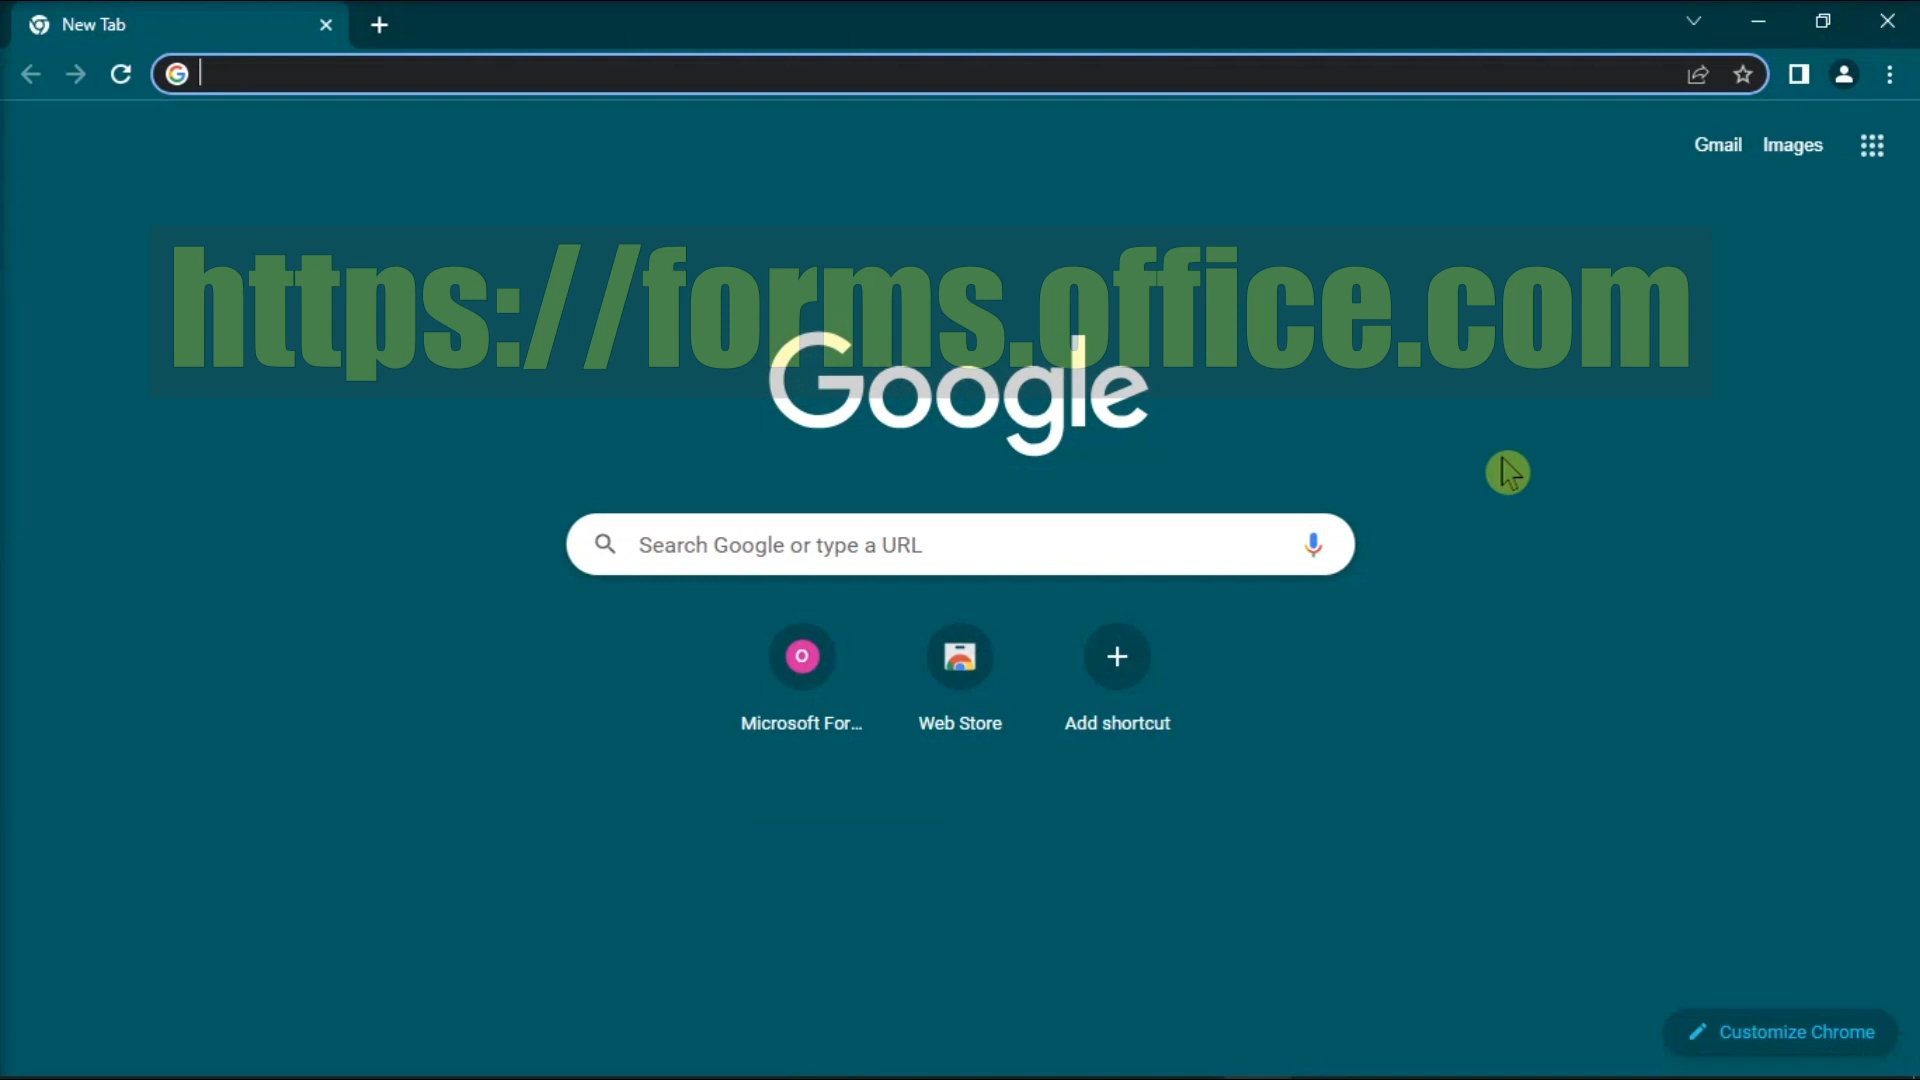 New Tab
Gmail Images
https://forms.office.com
Google
Search Google or type a URL
O
Microsoft For...
Web Store
Add shortcut
Customize Chrome